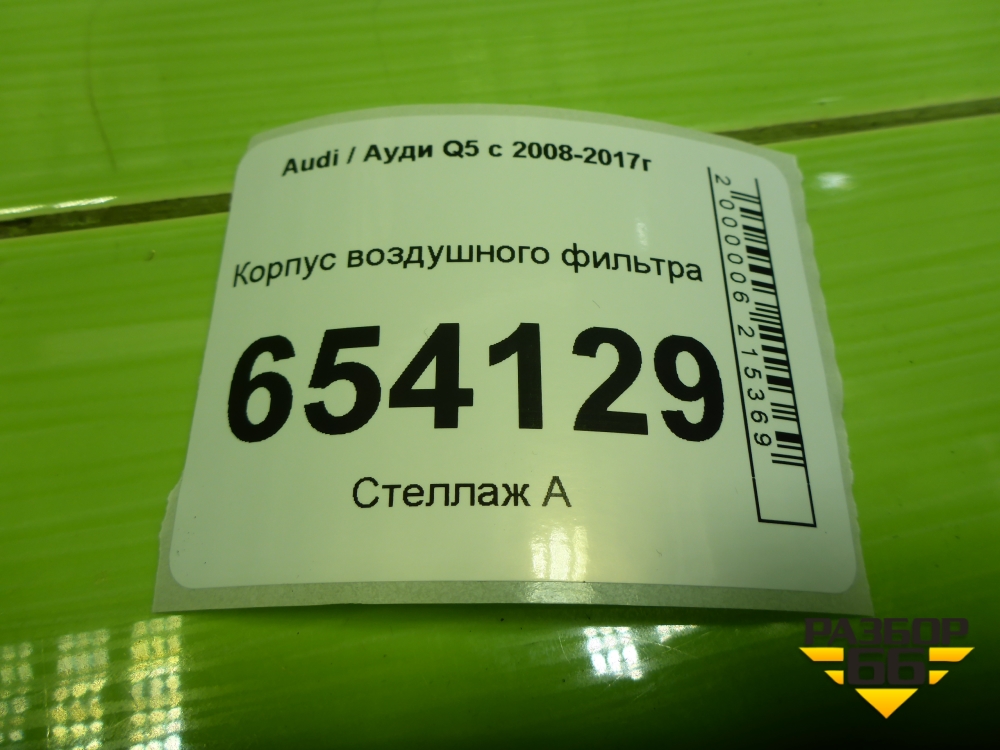 Audi / Ауди Q5 с 2008-2017г
Корпус воздушного фильтра
654129
Стеллаж А
2000006215369
РАЗБОР
66